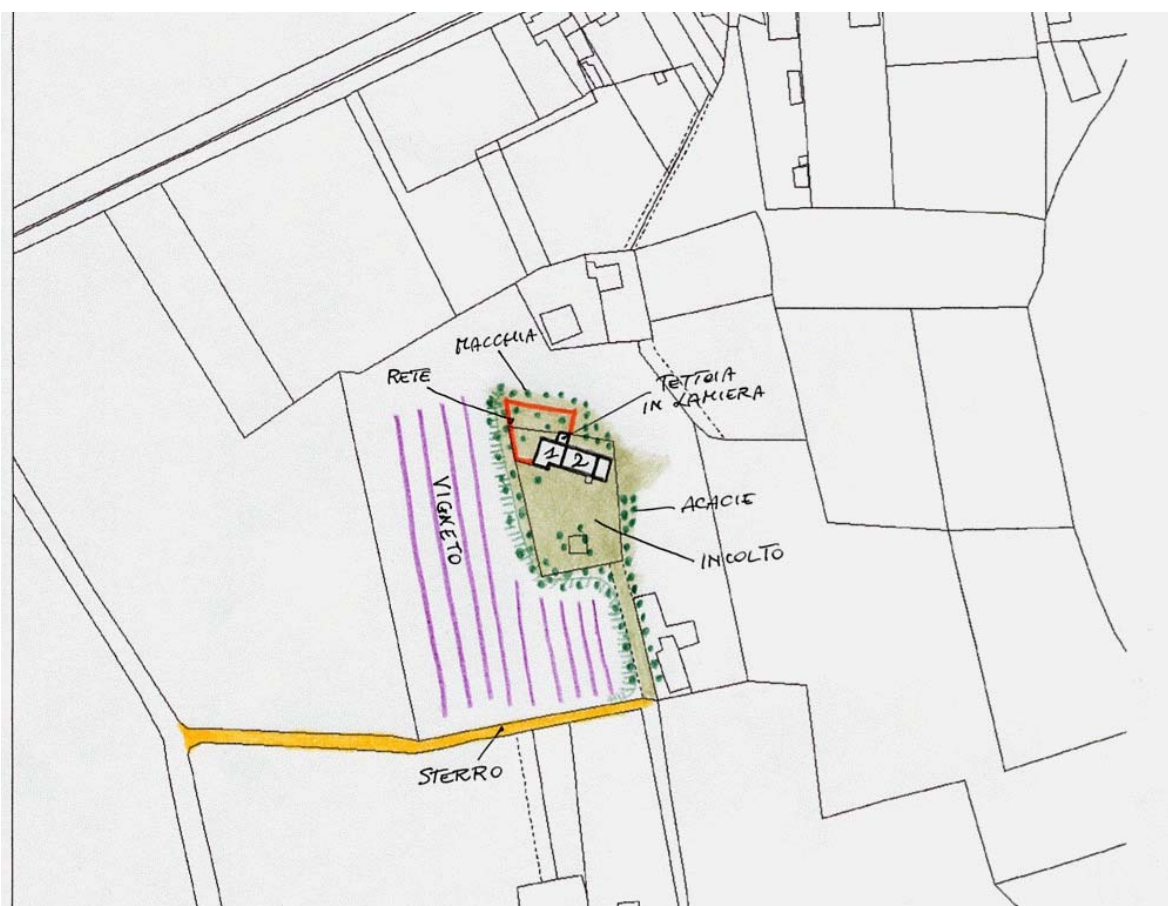 MACCHIA
RETE
TETTOIA
IN LAMIERA
1
2
VIGNETO
ACACIE
INCOLTO
STERRO